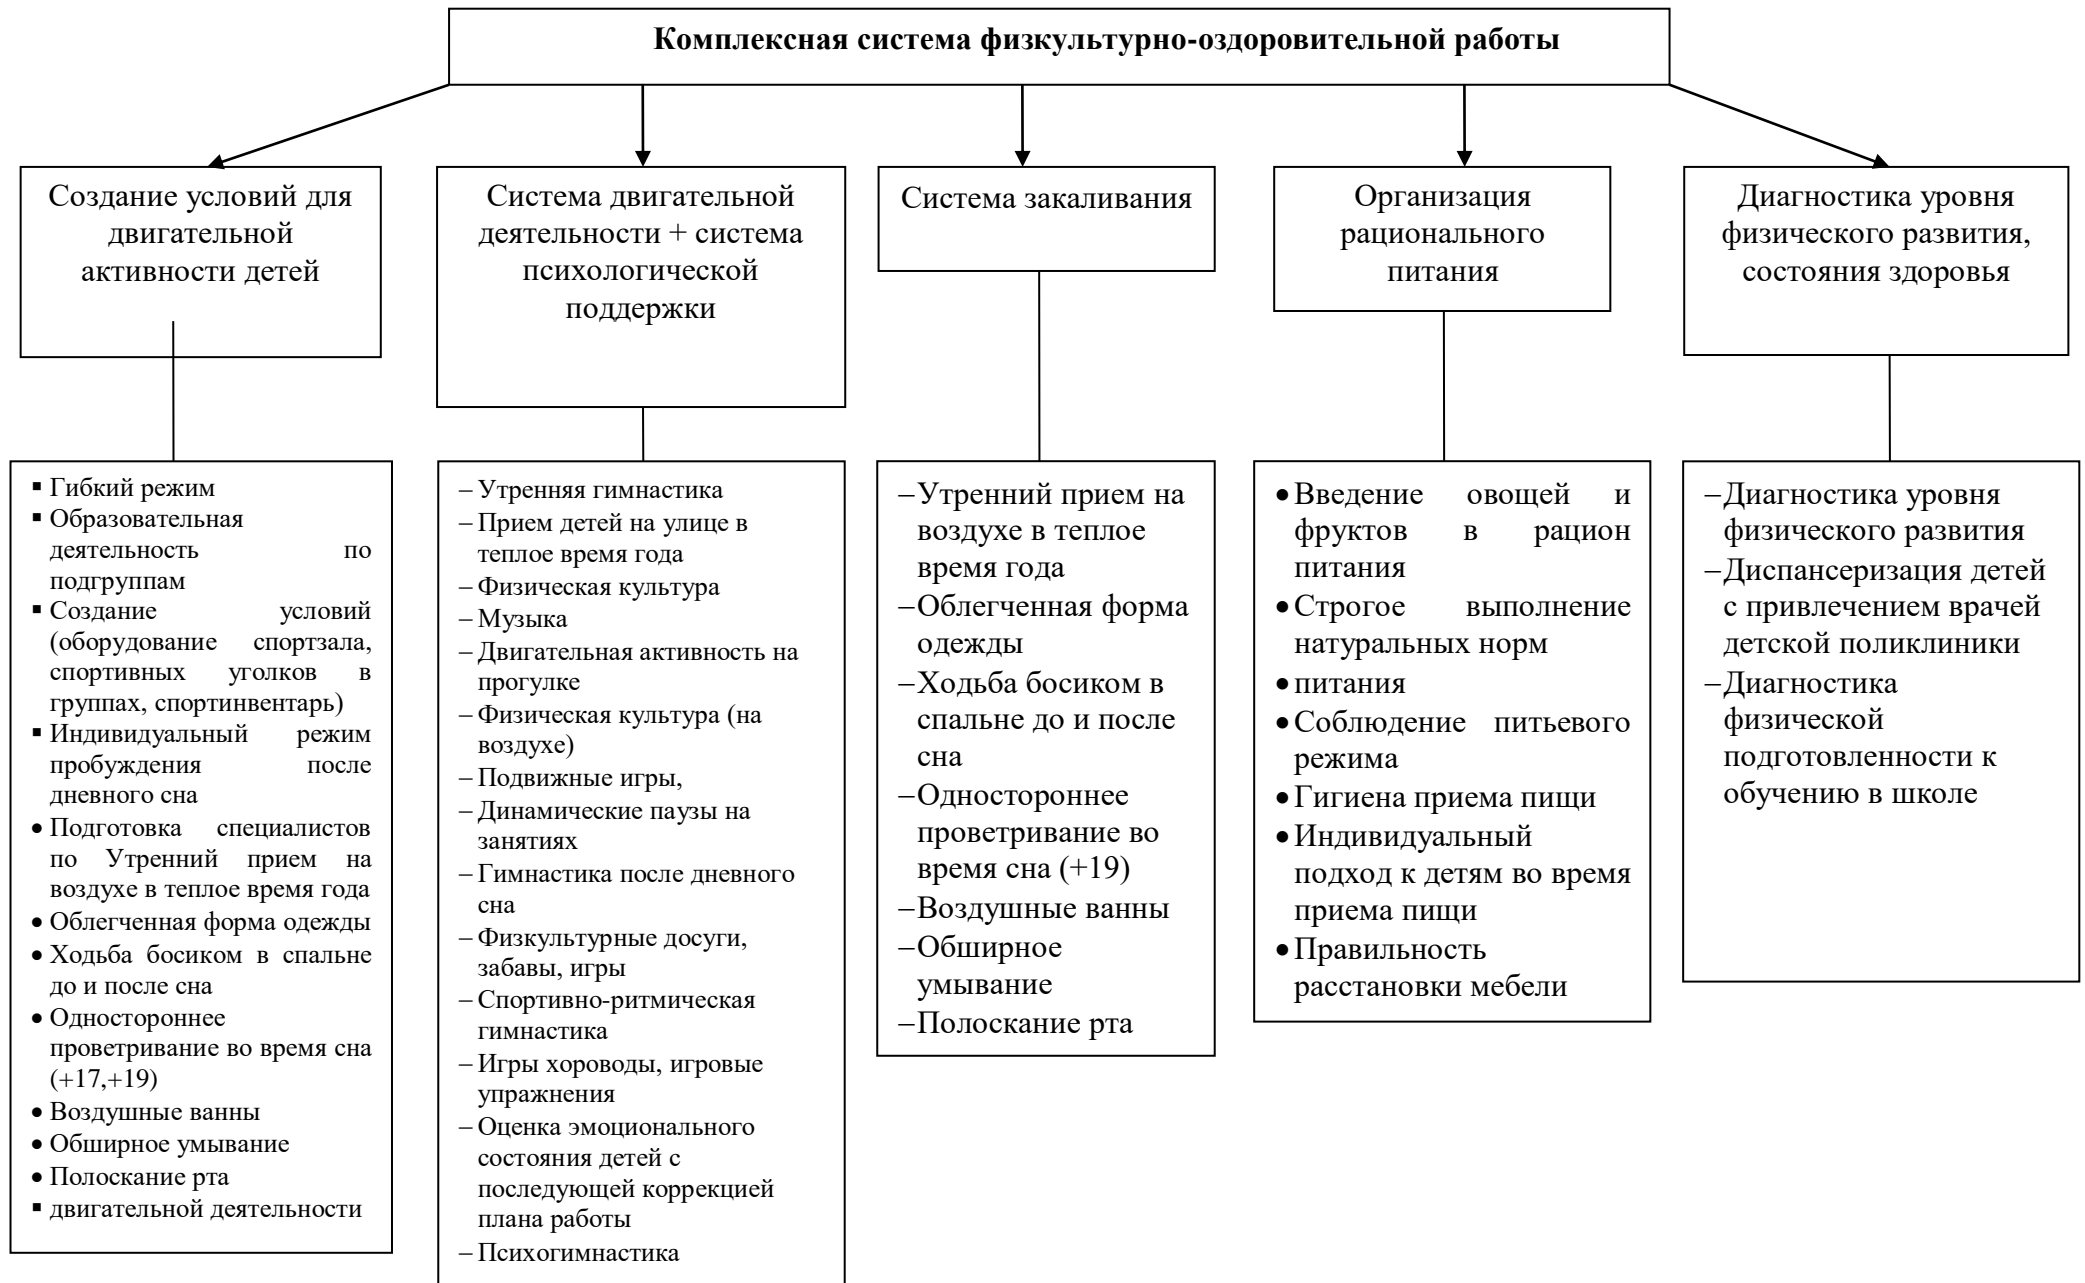 Комплексная система физкультурно-оздоровительной работы
Создание условий для
двигательной
активности детей
Система двигательной
деятельности + система
психологической
поддержки
Система закаливания
Организация
рационального
питания
Диагностика уровня
физического развития,
состояния здоровья
▪ Гибкий режим
▪ Образовательная
деятельность по
подгруппам
▪ Создание условий
(оборудование спортзала,
спортивных уголков в
группах, спортинвентарь)
▪ Индивидуальный режим
пробуждения после
дневного сна
• Подготовка специалистов
по Утренний прием на
воздухе в теплое время года
• Облегченная форма одежды
• Ходьба босиком в спальне
до и после сна
• Одностороннее
проветривание во время сна
(+17,+19)
• Воздушные ванны
• Обширное умывание
• Полоскание рта
▪ двигательной деятельности
– Утренняя гимнастика
– Прием детей на улице в
теплое время года
– Физическая культура
– Музыка
– Двигательная активность на
прогулке
– Физическая культура (на
воздухе)
– Подвижные игры,
– Динамические паузы на
занятиях
– Гимнастика после дневного
сна
– Физкультурные досуги,
забавы, игры
– Спортивно-ритмическая
гимнастика
– Игры хороводы, игровые
упражнения
– Оценка эмоционального
состояния детей с
последующей коррекцией
плана работы
– Психогимнастика
–Утренний прием на
воздухе в теплое
время года
–Облегченная форма
одежды
–Ходьба босиком в
спальне до и после
сна
–Одностороннее
проветривание во
время сна (+19)
–Воздушные ванны
–Обширное
умывание
–Полоскание рта
•Введение овощей и
фруктов в рацион
питания
•Строгое выполнение
натуральных норм
•питания
•Соблюдение питьевого
режима
•Гигиена приема пищи
•Индивидуальный
подход к детям во время
приема пищи
•Правильность
расстановки мебели
–Диагностика уровня
физического развития
–Диспансеризация детей
с привлечением врачей
детской поликлиники
–Диагностика
физической
подготовленности к
обучению в школе